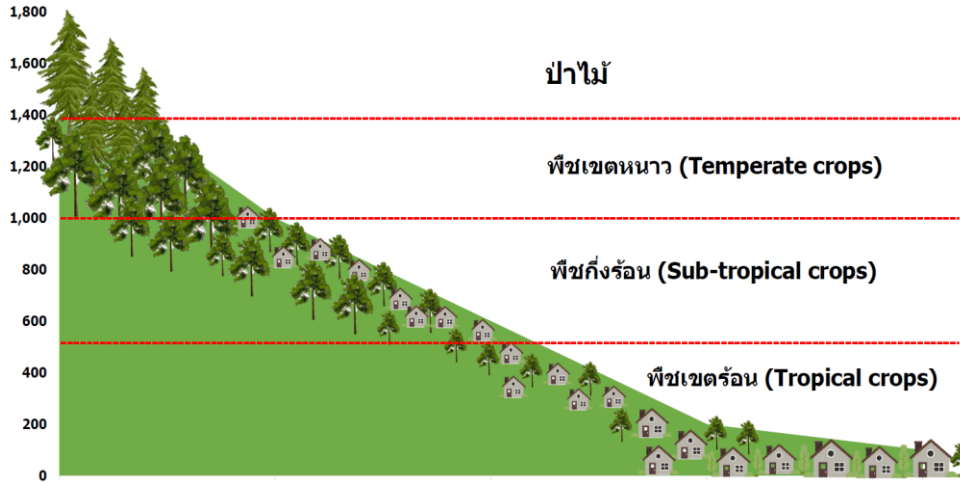 1,800
1,600
ป่าไม้
1,400
1,200
พืชเขตหนาว (Temperate crops)
1,000
800
พืชกึ่งร้อน (Sub-tropical crops)
600
400
พืชเขตร้อน (Tropical crops)
200
0